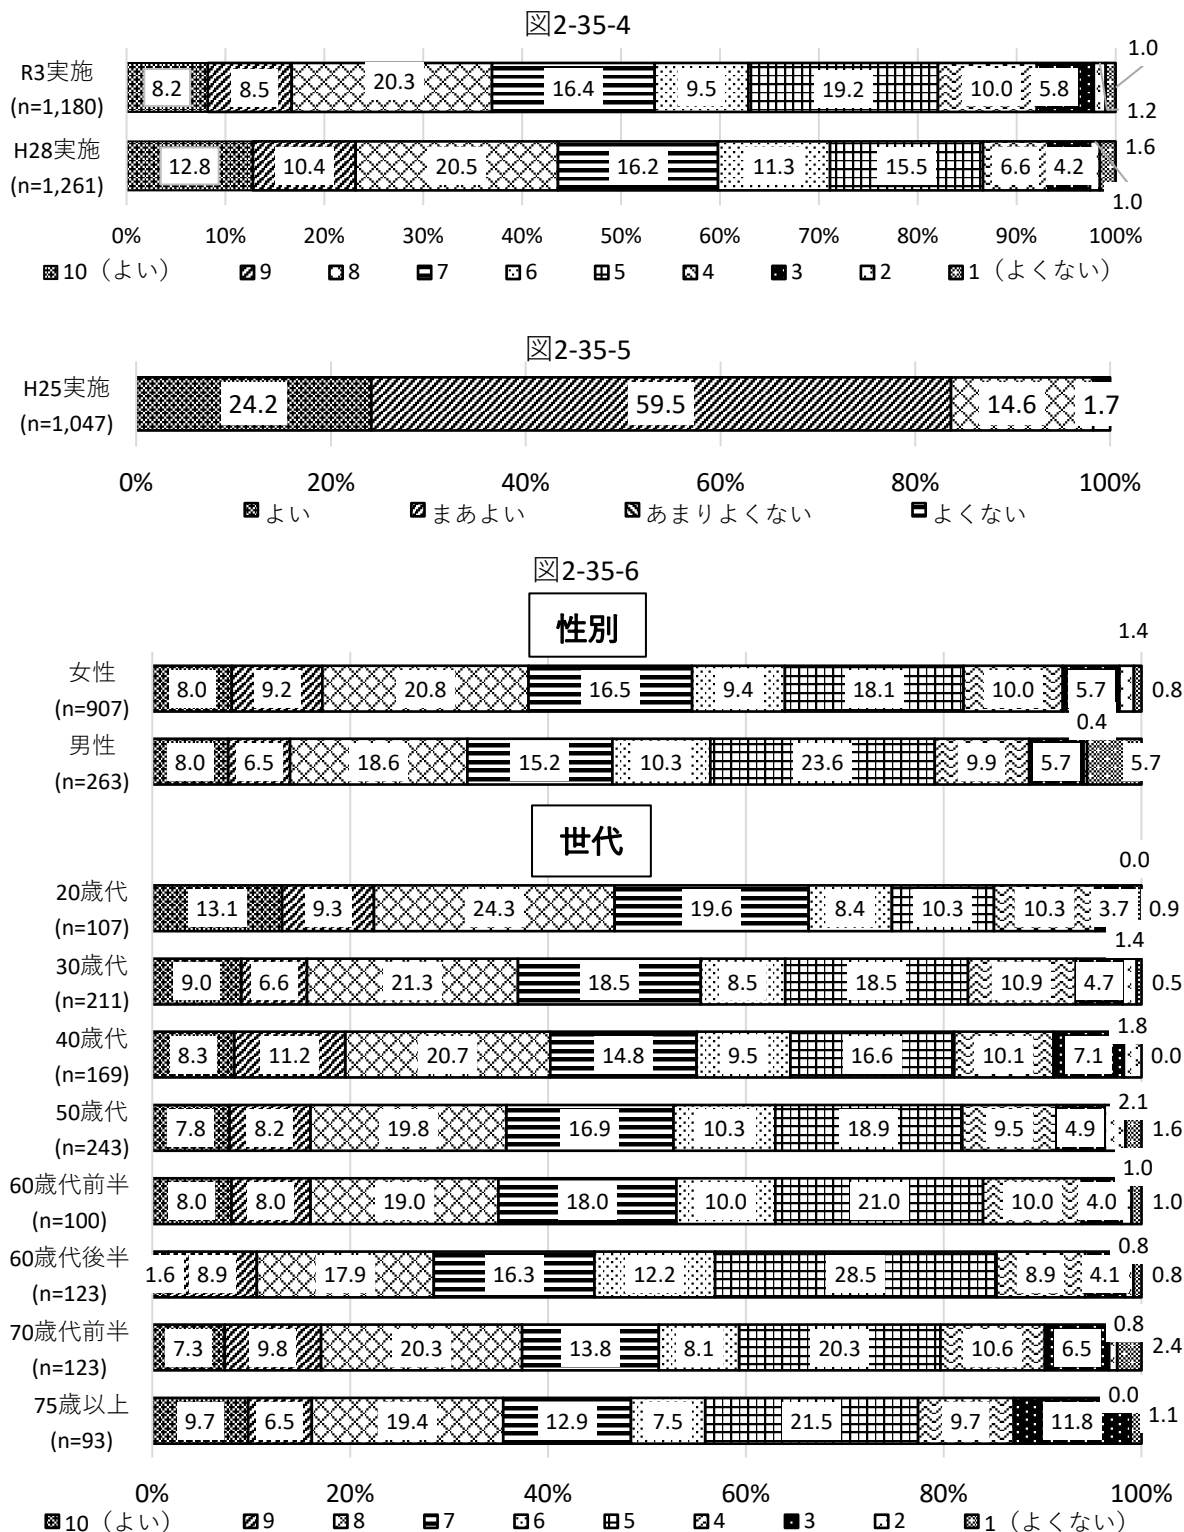 図2-35-4
1.0
R3実施
(n=1,180)
8.2 8.5 20.3 16.4 9.5 19.2 10.0 5.8
1.2
H28実施
(n=1,261)
12.8 10.4 20.5 16.2 11.3 15.5 6.6 4.2
1.6
1.0
0% 10% 20% 30% 40% 50% 60% 70% 80% 90% 100%
10（よい） 9 8 7 6 5 4 3 2 1（よくない）
図2-35-5
H25実施
(n=1,047)
24.2 59.5 14.6 1.7
0% 20% 40% 60% 80% 100%
よい まあよい あまりよくない よくない
図2-35-6
性別
1.4
女性
(n=907)
8.0 9.2 20.8 16.5 9.4 18.1 10.0 5.7 0.8
0.4
男性
(n=263)
8.0 6.5 18.6 15.2 10.3 23.6 9.9 5.7 5.7
世代
0.0
20歳代
(n=107)
13.1 9.3 24.3 19.6 8.4 10.3 10.3 3.7 0.9
1.4
30歳代
(n=211)
9.0 6.6 21.3 18.5 8.5 18.5 10.9 4.7 0.5
1.8
40歳代
(n=169)
8.3 11.2 20.7 14.8 9.5 16.6 10.1 7.1 0.0
2.1
50歳代
(n=243)
7.8 8.2 19.8 16.9 10.3 18.9 9.5 4.9 1.6
1.0
60歳代前半
(n=100)
8.0 8.0 19.0 18.0 10.0 21.0 10.0 4.0 1.0
0.8
60歳代後半
(n=123)
1.6 8.9 17.9 16.3 12.2 28.5 8.9 4.1 0.8
0.8
70歳代前半
(n=123)
7.3 9.8 20.3 13.8 8.1 20.3 10.6 6.5 2.4
0.0
75歳以上
(n=93)
9.7 6.5 19.4 12.9 7.5 21.5 9.7 11.8 1.1
0% 20% 40% 60% 80% 100%
10（よい） 9 8 7 6 5 4 3 2 1（よくない）